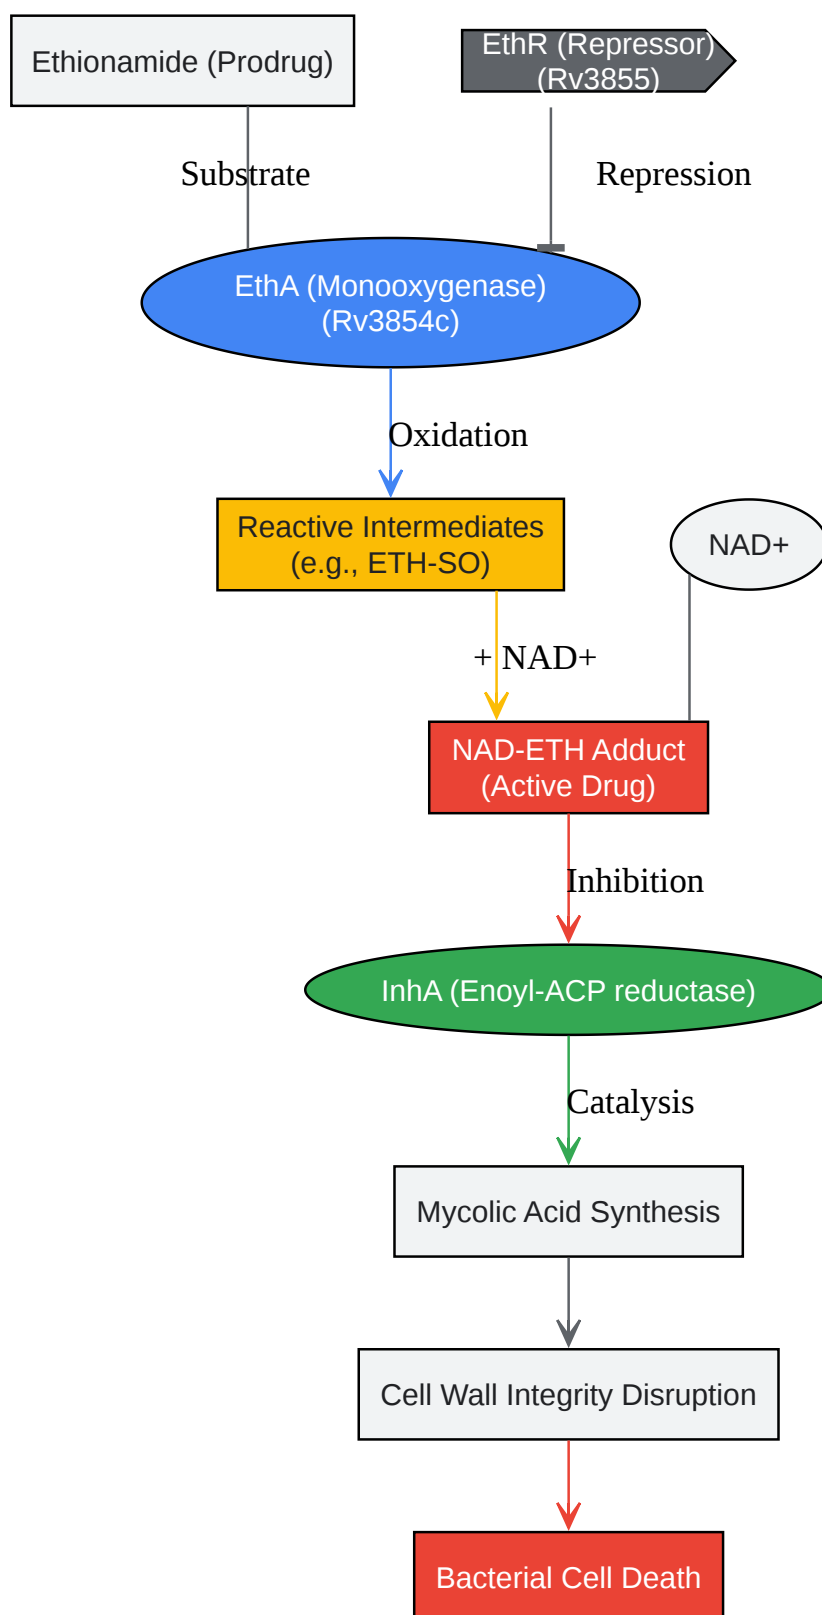 Ethionamide (Prodrug)
EthR (Repressor)
(Rv3855)
Substrate
Repression
EthA (Monooxygenase)
(Rv3854c)
Oxidation
Reactive Intermediates
(e.g., ETH-SO)
NAD+
+ NAD+
NAD-ETH Adduct
(Active Drug)
Inhibition
InhA (Enoyl-ACP reductase)
Catalysis
Mycolic Acid Synthesis
Cell Wall Integrity Disruption
Bacterial Cell Death